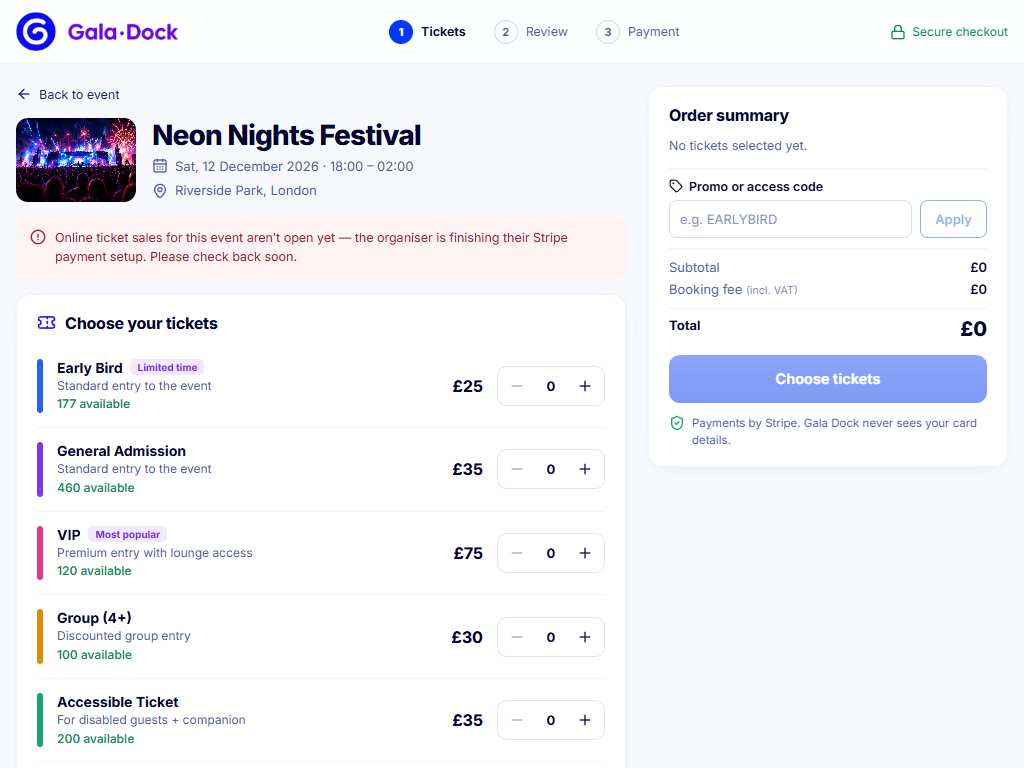 Gala·Dock
1 Tickets
2 Review
3 Payment
Secure checkout
Back to event
Neon Nights Festival
Sat, 12 December 2026 · 18:00 – 02:00
Riverside Park, London
Online ticket sales for this event aren't open yet — the organiser is finishing their Stripe
payment setup. Please check back soon.
Choose your tickets
Early Bird Limited time
Standard entry to the event
177 available
£25 − 0 +
General Admission
Standard entry to the event
460 available
£35 − 0 +
VIP Most popular
Premium entry with lounge access
120 available
£75 − 0 +
Group (4+)
Discounted group entry
100 available
£30 − 0 +
Accessible Ticket
For disabled guests + companion
200 available
£35 − 0 +
Order summary
No tickets selected yet.
Promo or access code
e.g. EARLYBIRD Apply
Subtotal £0
Booking fee (incl. VAT) £0
Total £0
Choose tickets
Payments by Stripe. Gala Dock never sees your card
details.